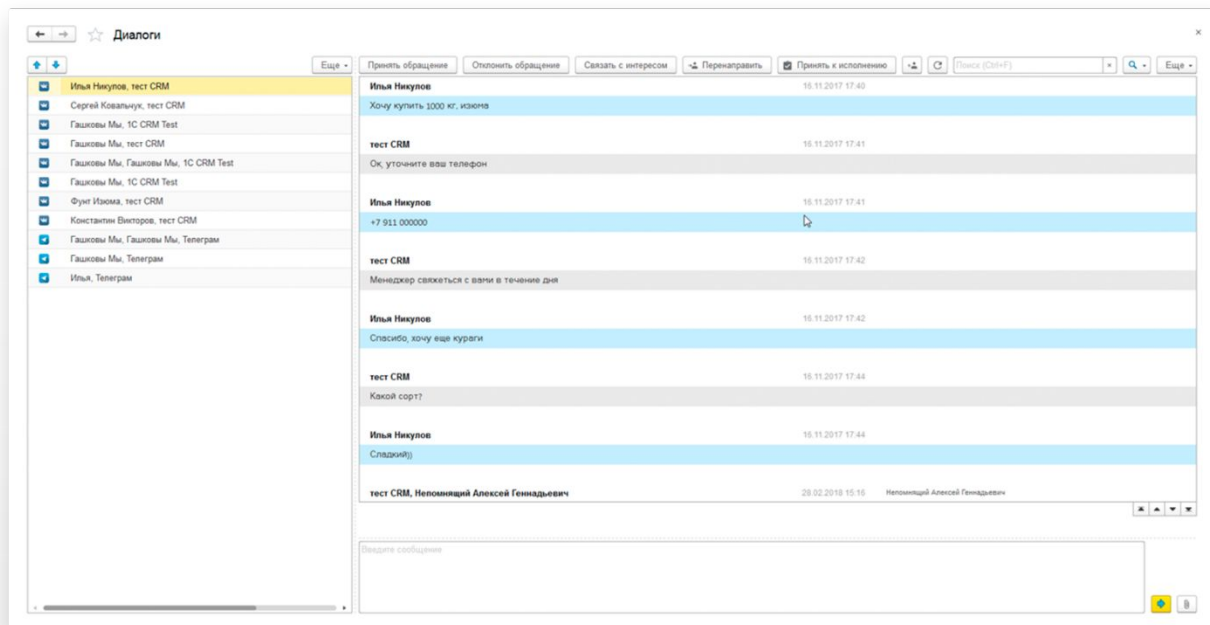 Диалоги
Еще
Принять обращение Отклонить обращение Связать с интересом Перенаправить Принять к исполнению Поиск (Ctrl+F) Еще
Илья Никулов, тест CRM
Сергей Ковальчук, тест CRM
Гашковы Мы, 1С CRM Test
Гашковы Мы, тест CRM
Гашковы Мы, Гашковы Мы, 1С CRM Test
Гашковы Мы, 1С CRM Test
Фунт Изюма, тест CRM
Константин Викторов, тест CRM
Гашковы Мы, Гашковы Мы, Телеграм
Гашковы Мы, Телеграм
Илья, Телеграм
Илья Никулов 16.11.2017 17:40
Хочу купить 1000 кг. изюма
тест CRM 16.11.2017 17:41
Ок, уточните ваш телефон
Илья Никулов 16.11.2017 17:41
+7 911 000000
тест CRM 16.11.2017 17:42
Менеджер свяжеться с вами в течение дня
Илья Никулов 16.11.2017 17:42
Спасибо, хочу еще кураги
тест CRM 16.11.2017 17:44
Какой сорт?
Илья Никулов 16.11.2017 17:44
Сладкий))
тест CRM, Непомнящий Алексей Геннадьевич 28.02.2018 15:16 Непомнящий Алексей Геннадьевич
Введите сообщение